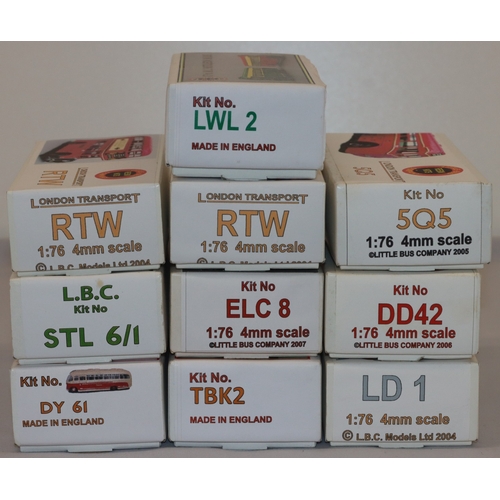 Kit No.
LWL 2
MADE IN ENGLAND
LONDON TRANSPORT
RTW
1:76 4mm scale
© L.B.C. Models Ltd 2004
RTW
LONDON TRANSPORT
RTW
1:76 4mm scale
5Q5
Kit No
5Q5
1:76 4mm scale
©LITTLE BUS COMPANY 2005
L.B.C.
Kit No
STL 6/1
Kit No
ELC 8
1:76 4mm scale
©LITTLE BUS COMPANY 2007
Kit No
DD42
1:76 4mm scale
©LITTLE BUS COMPANY 2006
Kit No.
DY 61
MADE IN ENGLAND
Kit No.
TBK2
MADE IN ENGLAND
LD 1
1:76 4mm scale
© L.B.C. Models Ltd 2004